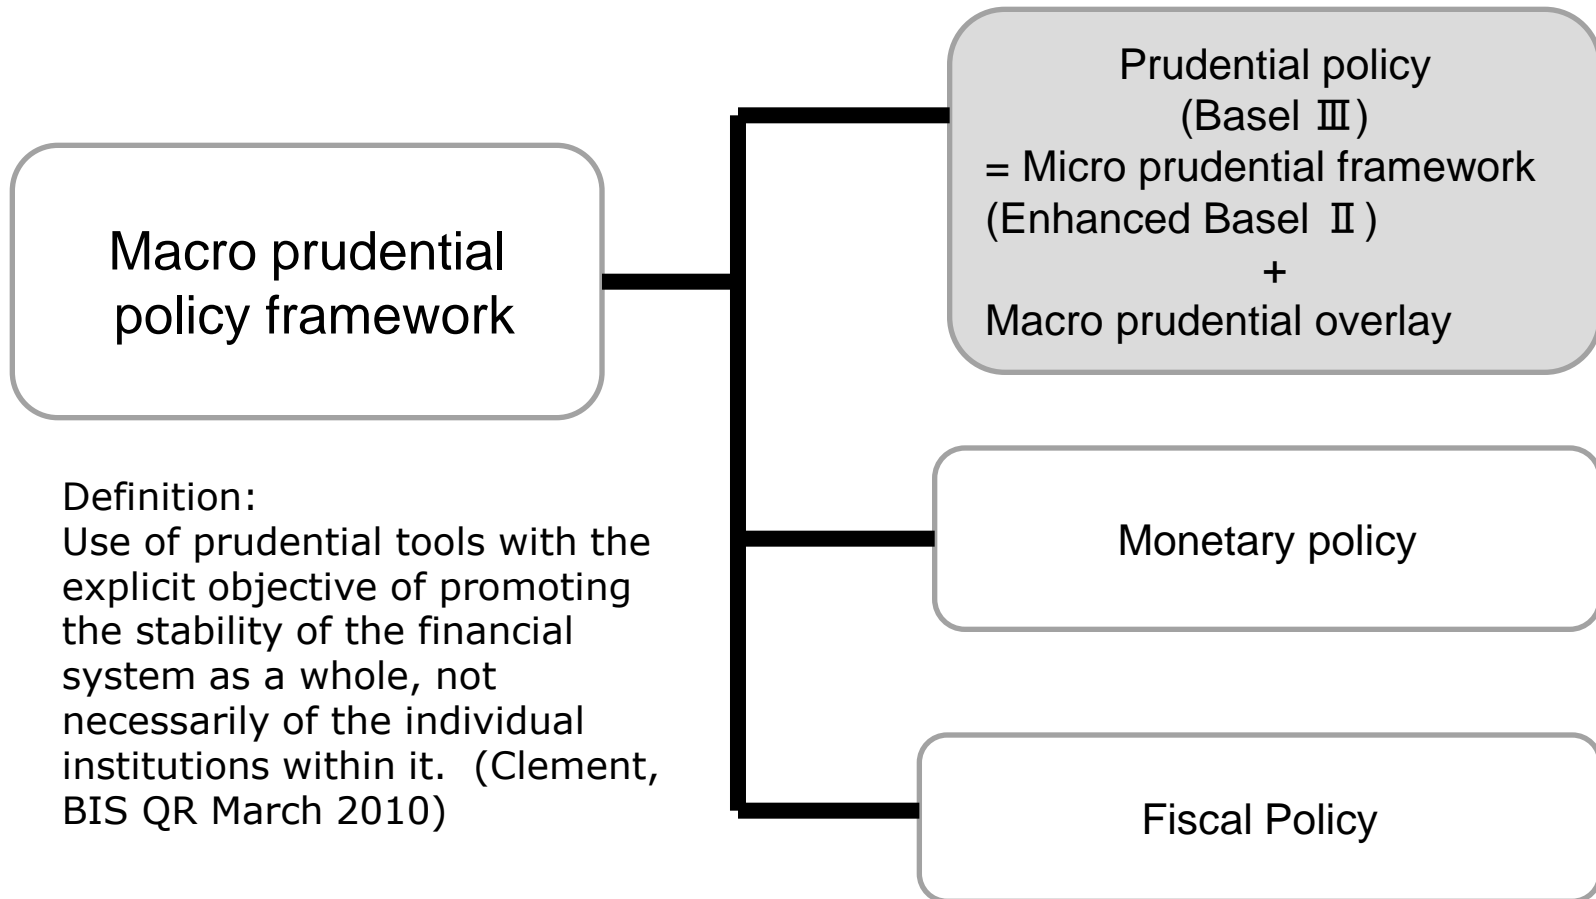 Macro prudential
policy framework
Definition:
Use of prudential tools with the
explicit objective of promoting
the stability of the financial
system as a whole, not
necessarily of the individual
institutions within it.  (Clement,
BIS QR March 2010)
Prudential policy
(Basel Ⅲ)
= Micro prudential framework
(Enhanced Basel Ⅱ)
+
Macro prudential overlay
Monetary policy
Fiscal Policy